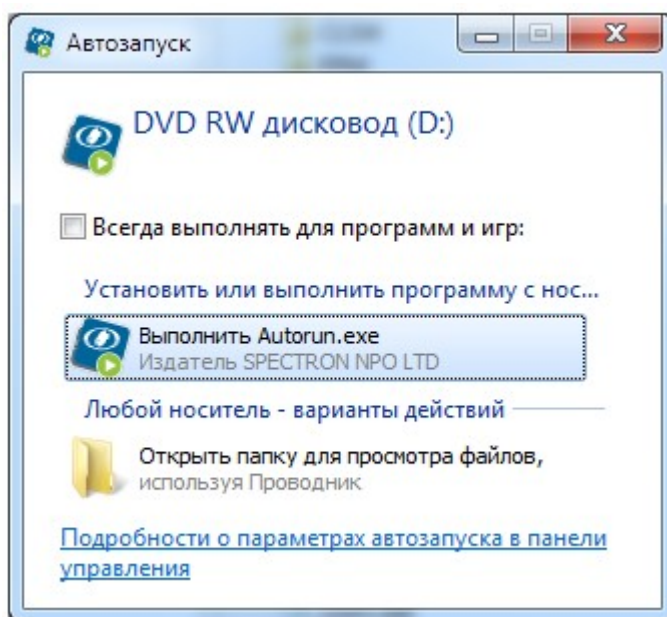 Автозапуск
DVD RW дисковод (D:)
Всегда выполнять для программ и игр:
Установить или выполнить программу с нос...
Выполнить Autorun.exe
Издатель SPECTRON NPO LTD
Любой носитель - варианты действий
Открыть папку для просмотра файлов,
используя Проводник
Подробности о параметрах автозапуска в панели
управления